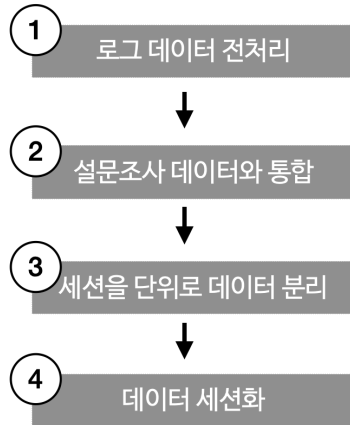 1
로그 데이터 전처리
2
설문조사 데이터와 통합
3
세션을 단위로 데이터 분리
4
데이터 세션화